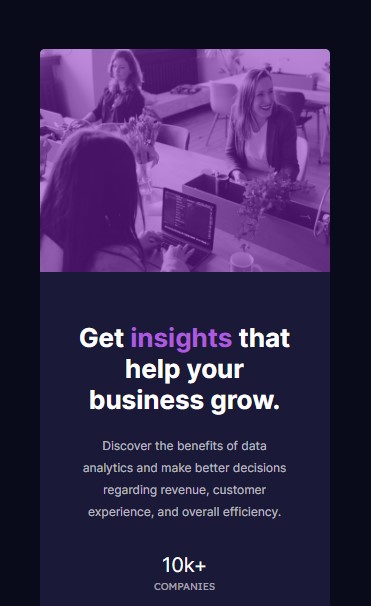 Get insights that
help your
business grow.
Discover the benefits of data
analytics and make better decisions
regarding revenue, customer
experience, and overall efficiency.
10k+
COMPANIES